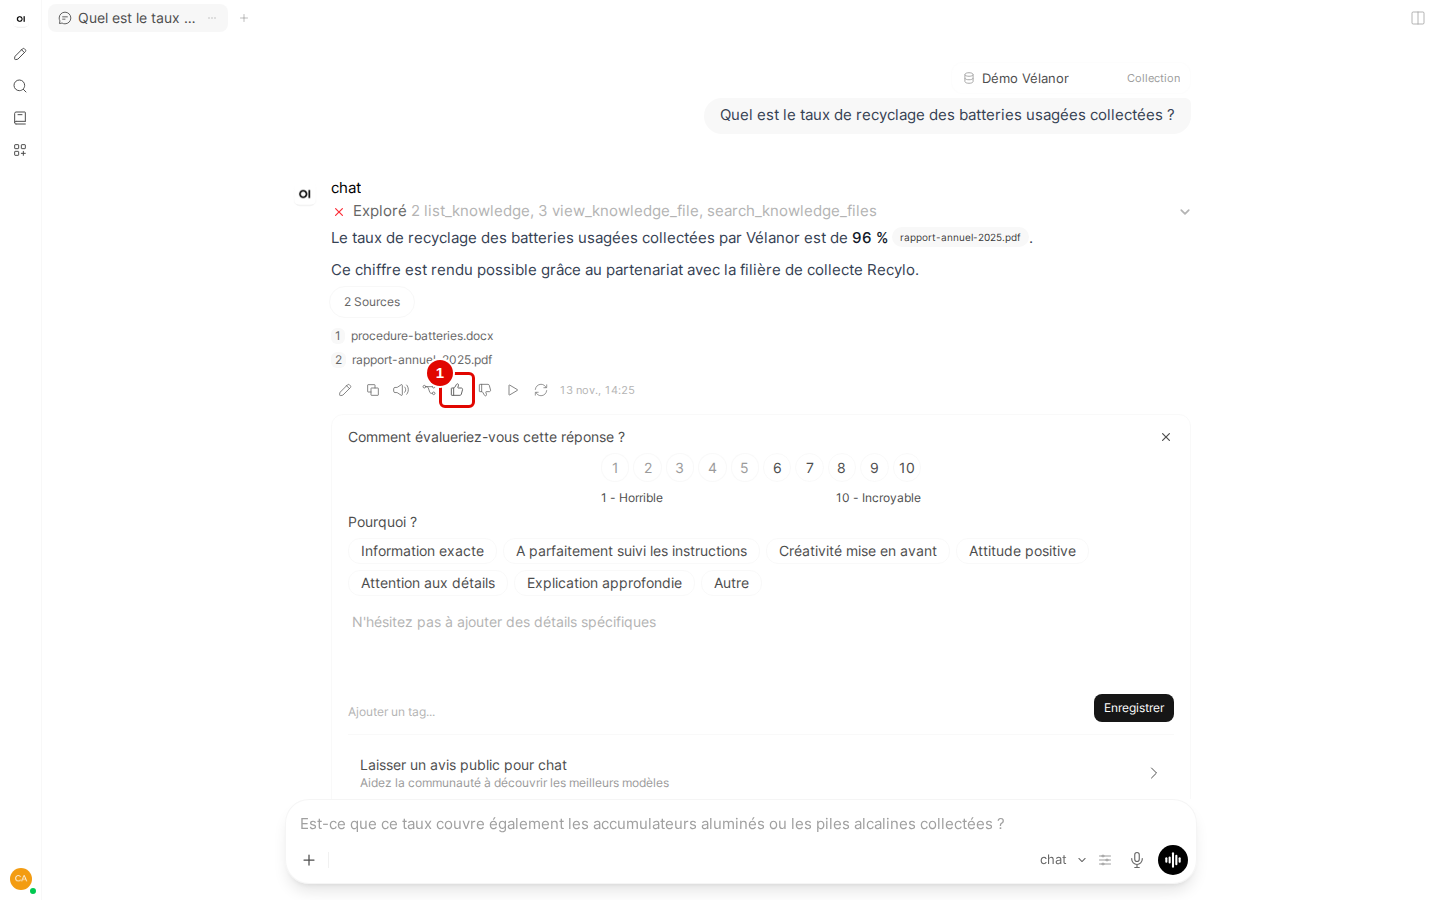 OI
Quel est le taux ...
Démo Vélanor
Collection
Quel est le taux de recyclage des batteries usagées collectées ?
OI
chat
Exploré 2 list_knowledge, 3 view_knowledge_file, search_knowledge_files
Le taux de recyclage des batteries usagées collectées par Vélanor est de 96 % rapport-annuel-2025.pdf .
Ce chiffre est rendu possible grâce au partenariat avec la filière de collecte Recylo.
2 Sources
1 procedure-batteries.docx
2 rapport-annuel-2025.pdf
1
13 nov., 14:25
Comment évalueriez-vous cette réponse ?
1 2 3 4 5 6 7 8 9 10
1 - Horrible
10 - Incroyable
Pourquoi ?
Information exacte
A parfaitement suivi les instructions
Créativité mise en avant
Attitude positive
Attention aux détails
Explication approfondie
Autre
N'hésitez pas à ajouter des détails spécifiques
Ajouter un tag...
Enregistrer
Laisser un avis public pour chat
Aidez la communauté à découvrir les meilleurs modèles
Est-ce que ce taux couvre également les accumulateurs aluminés ou les piles alcalines collectées ?
chat
CA